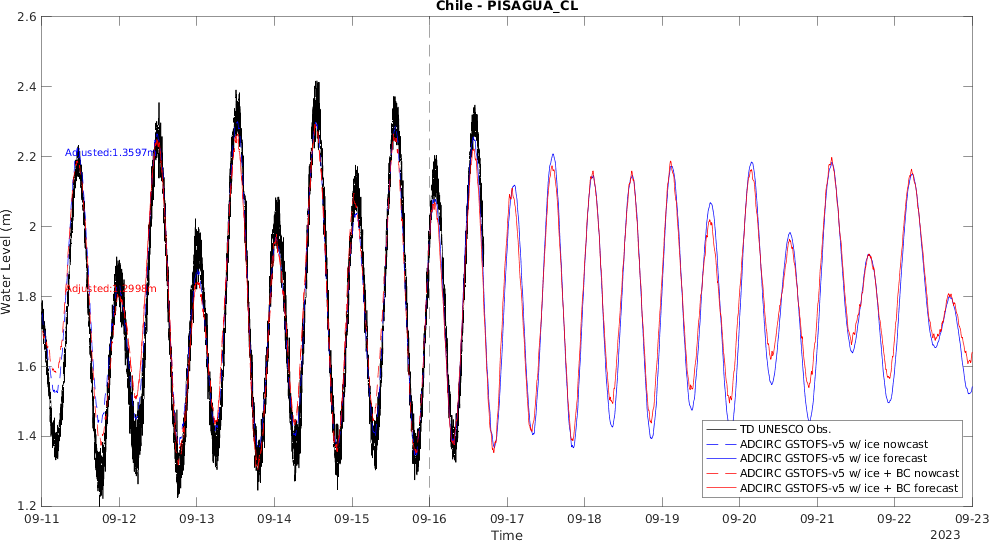 Chile - PISAGUA_CL
2.6
2.4
2.2
2
1.8
1.6
1.4
1.2
Water Level (m)
Adjusted:1.3597m
Adjusted:1.2998m
TD UNESCO Obs.
ADCIRC GSTOFS-v5 w/ ice nowcast
ADCIRC GSTOFS-v5 w/ ice forecast
ADCIRC GSTOFS-v5 w/ ice + BC nowcast
ADCIRC GSTOFS-v5 w/ ice + BC forecast
09-11 09-12 09-13 09-14 09-15 09-16 09-17 09-18 09-19 09-20 09-21 09-22 09-23
Time
2023